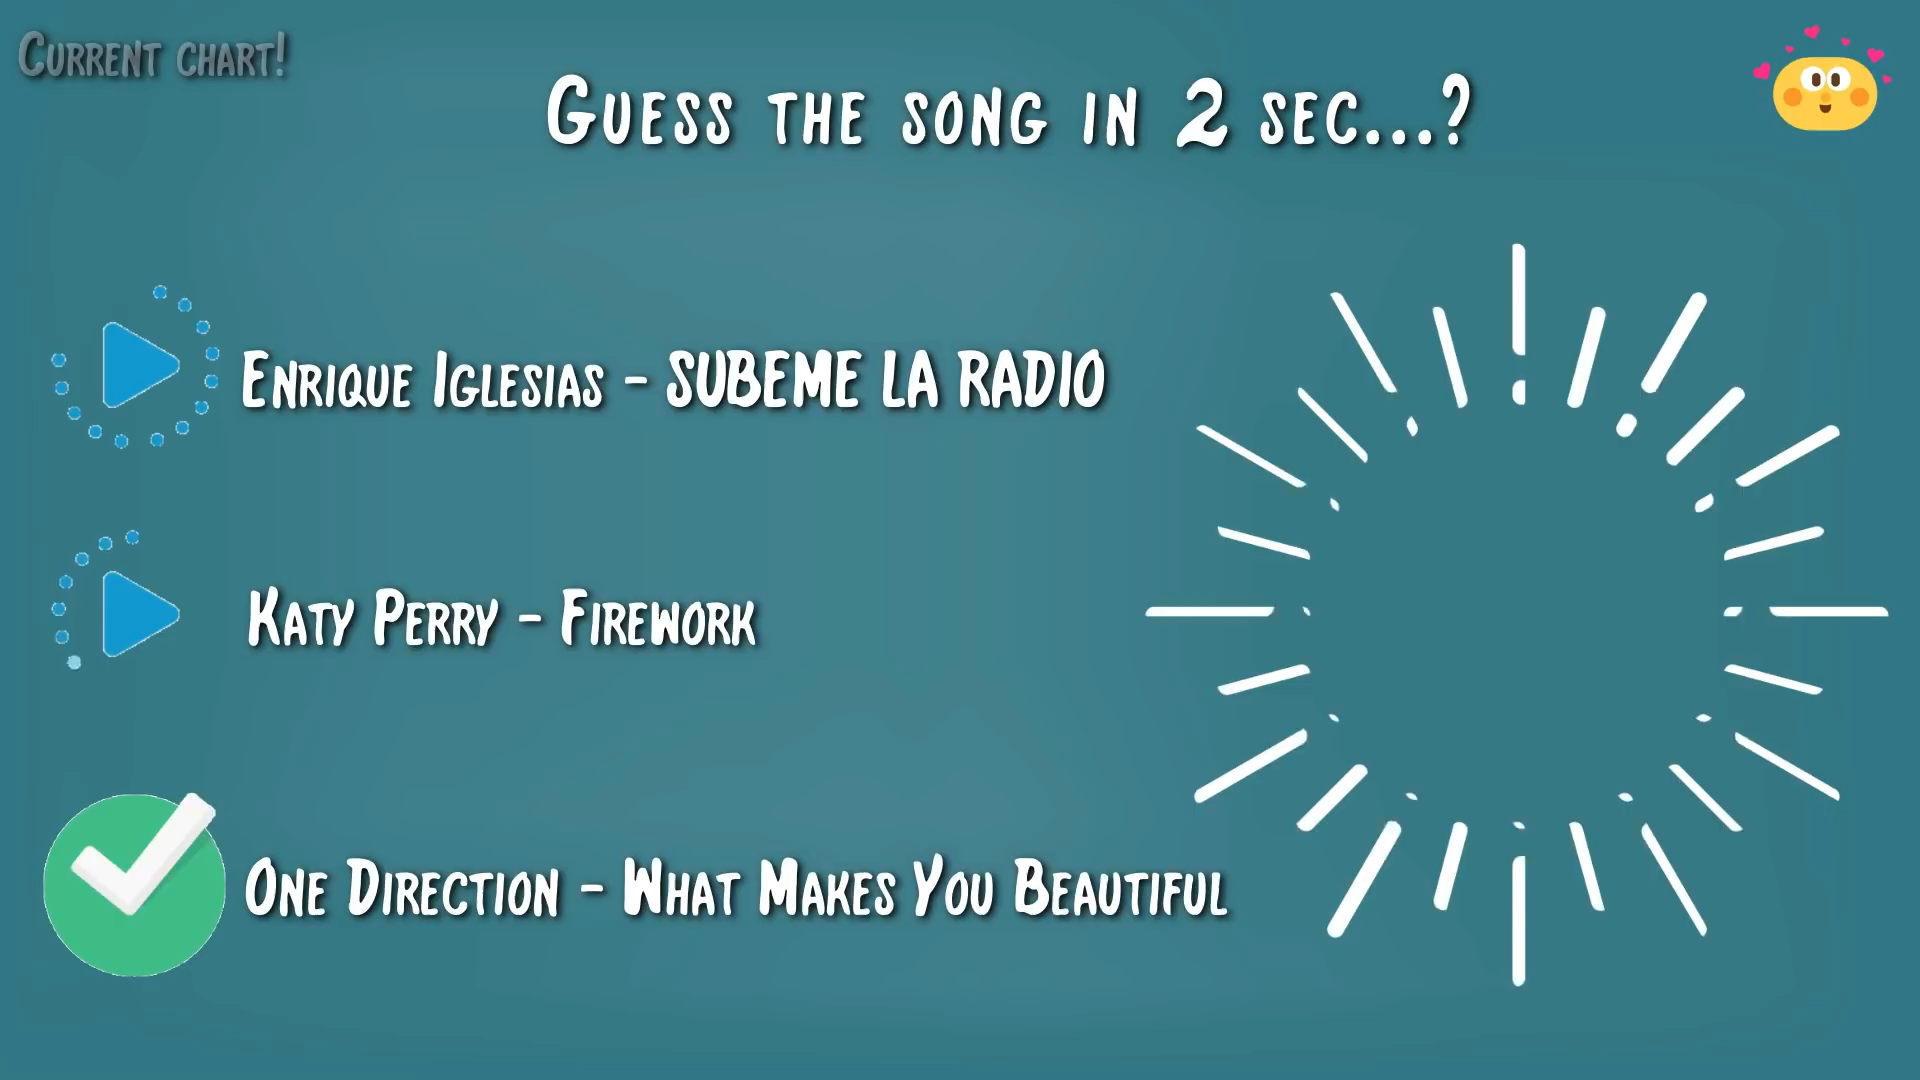 Current chart!
Guess the song in 2 sec...?
Enrique Iglesias - SUBEME LA RADIO
Katy Perry - Firework
One Direction - What Makes You Beautiful